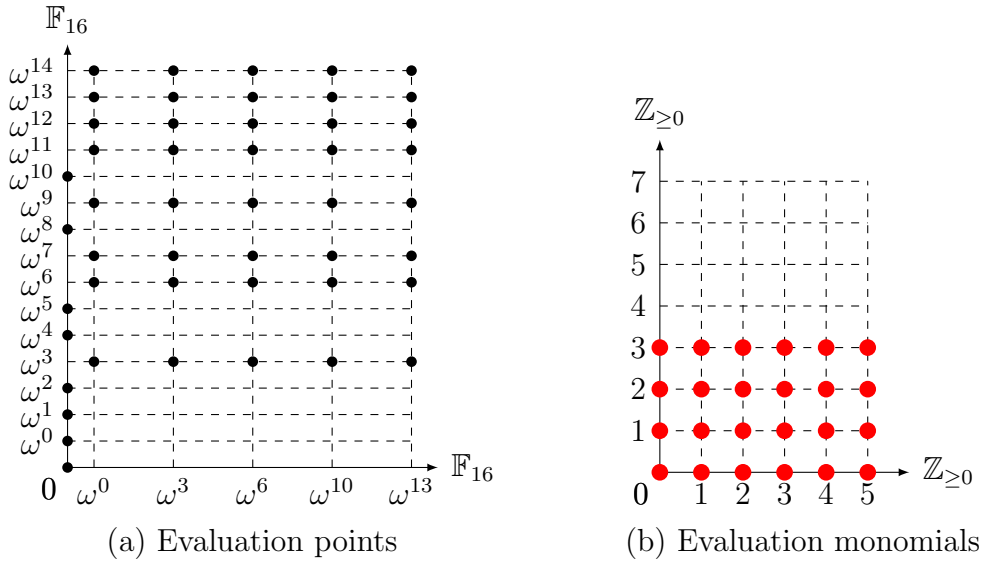 𝔽₁₆
ω¹⁴
ω¹³
ω¹²
ω¹¹
ω¹⁰
ω⁹
ω⁸
ω⁷
ω⁶
ω⁵
ω⁴
ω³
ω²
ω¹
ω⁰
0 ω⁰ ω³ ω⁶ ω¹⁰ ω¹³ 𝔽₁₆
(a) Evaluation points
ℤ≥0
7
6
5
4
3
2
1
0 1 2 3 4 5 ℤ≥0
(b) Evaluation monomials